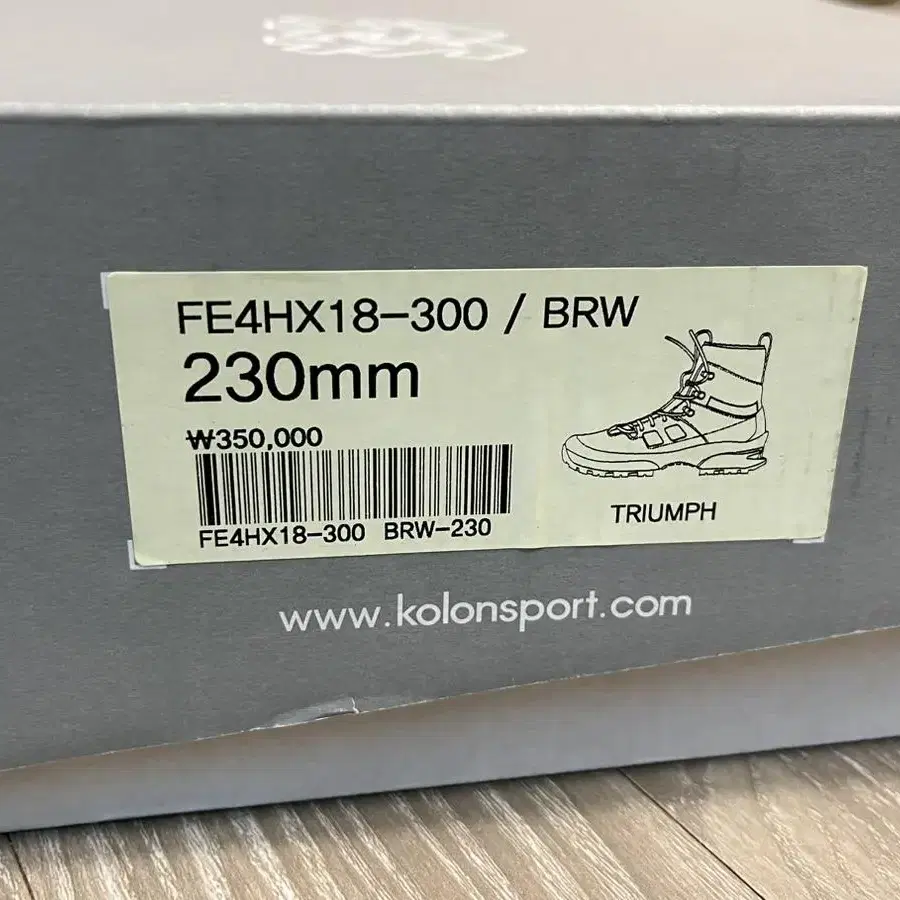 FE4HX18-300 / BRW
230mm
₩350,000
FE4HX18-300 BRW-230
TRIUMPH
www.kolonsport.com